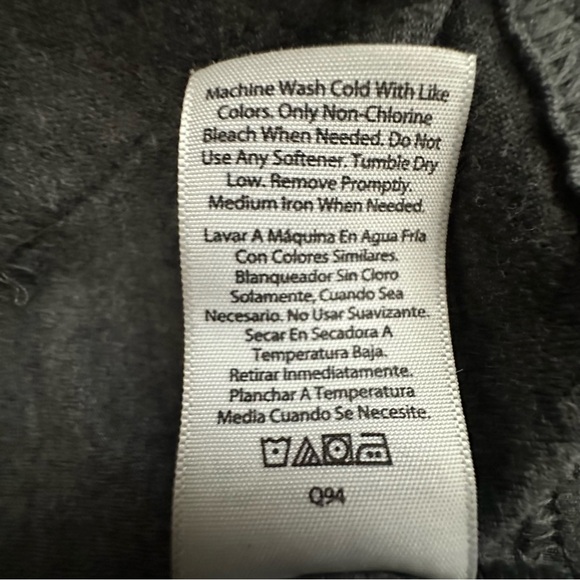 Machine Wash Cold With Like
Colors. Only Non-Chlorine
Bleach When Needed. Do Not
Use Any Softener. Tumble Dry
Low. Remove Promptly.
Medium Iron When Needed.
Lavar A Máquina En Agua Fría
Con Colores Similares.
Blanqueador Sin Cloro
Solamente, Cuando Sea
Necesario. No Usar Suavizante.
Secar En Secadora A
Temperatura Baja.
Retirar Inmediatamente.
Planchar A Temperatura
Media Cuando Se Necesite.
Q94